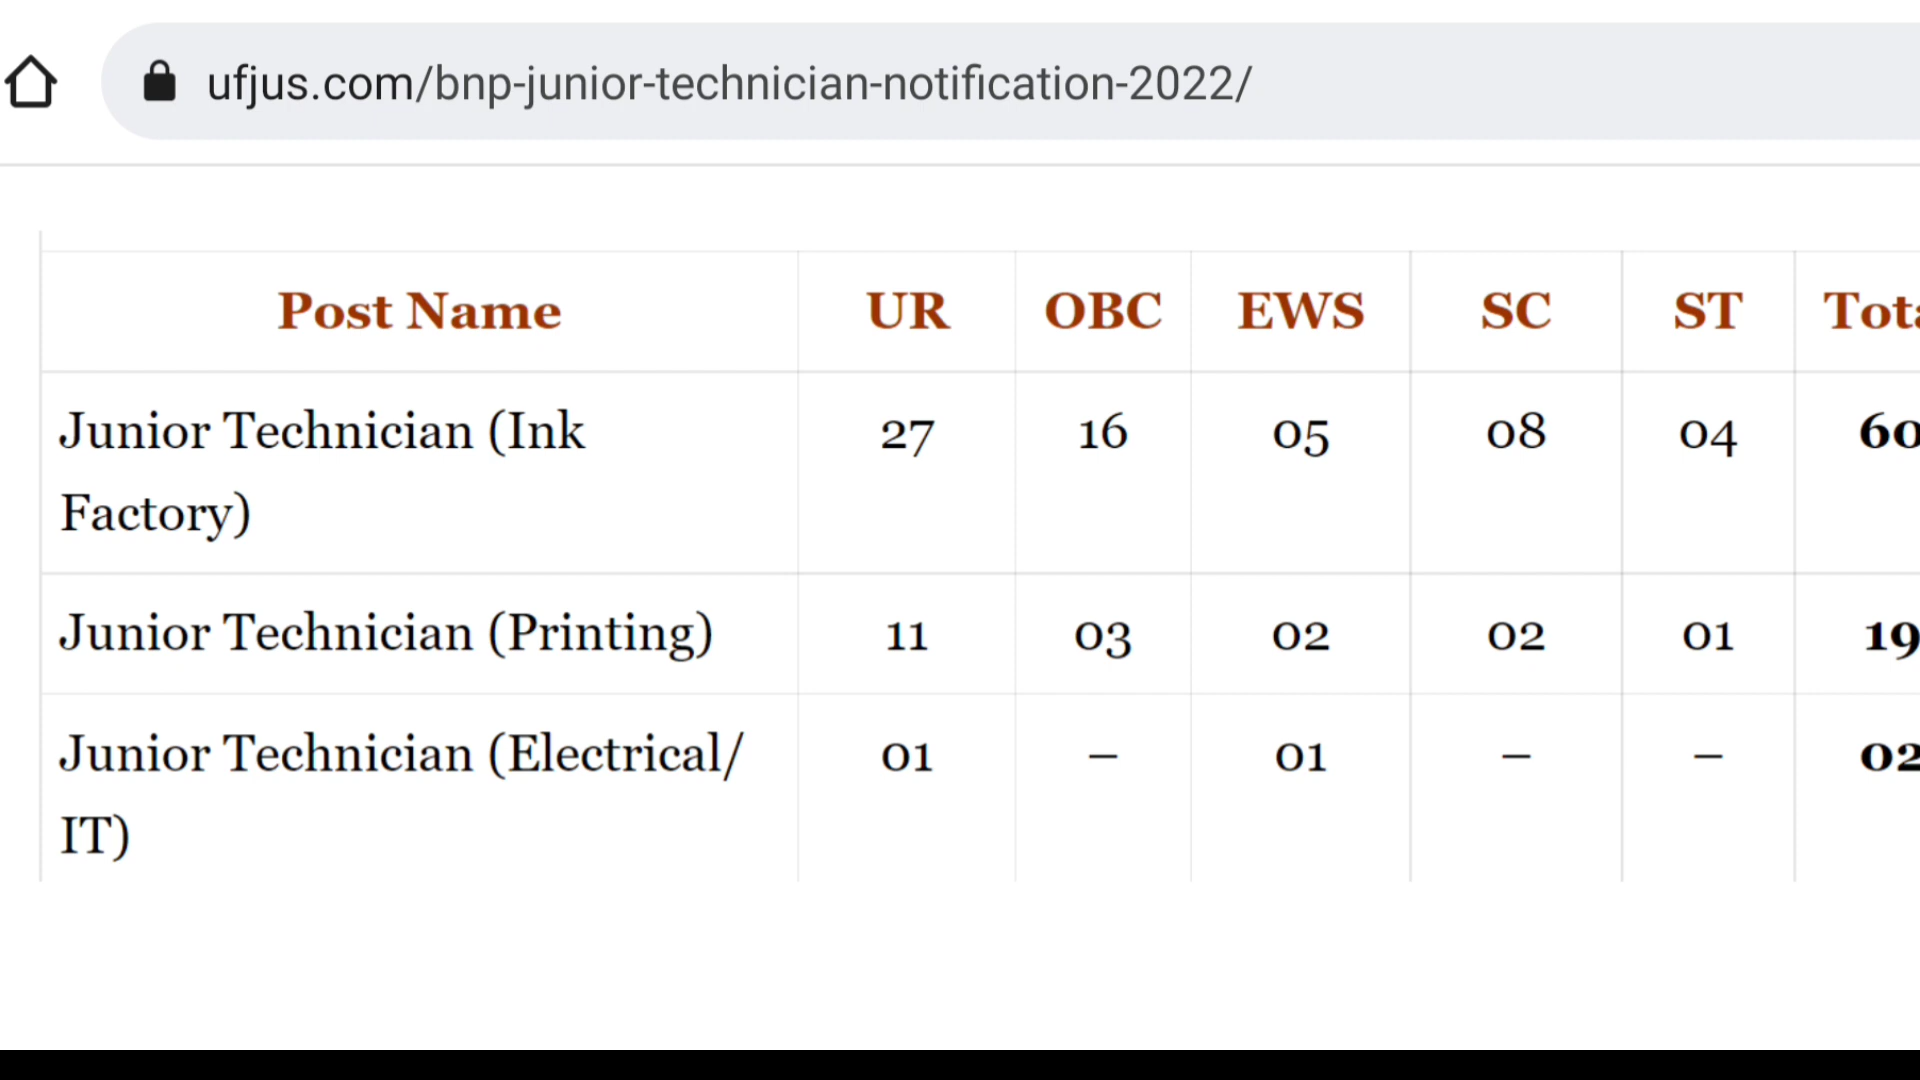 ufjus.com/bnp-junior-technician-notification-2022/
Post Name UR OBC EWS SC ST Tota
Junior Technician (Ink 27 16 05 08 04 60
Factory)
Junior Technician (Printing) 11 03 02 02 01 19
Junior Technician (Electrical/ 01 – 01 – – 02
IT)